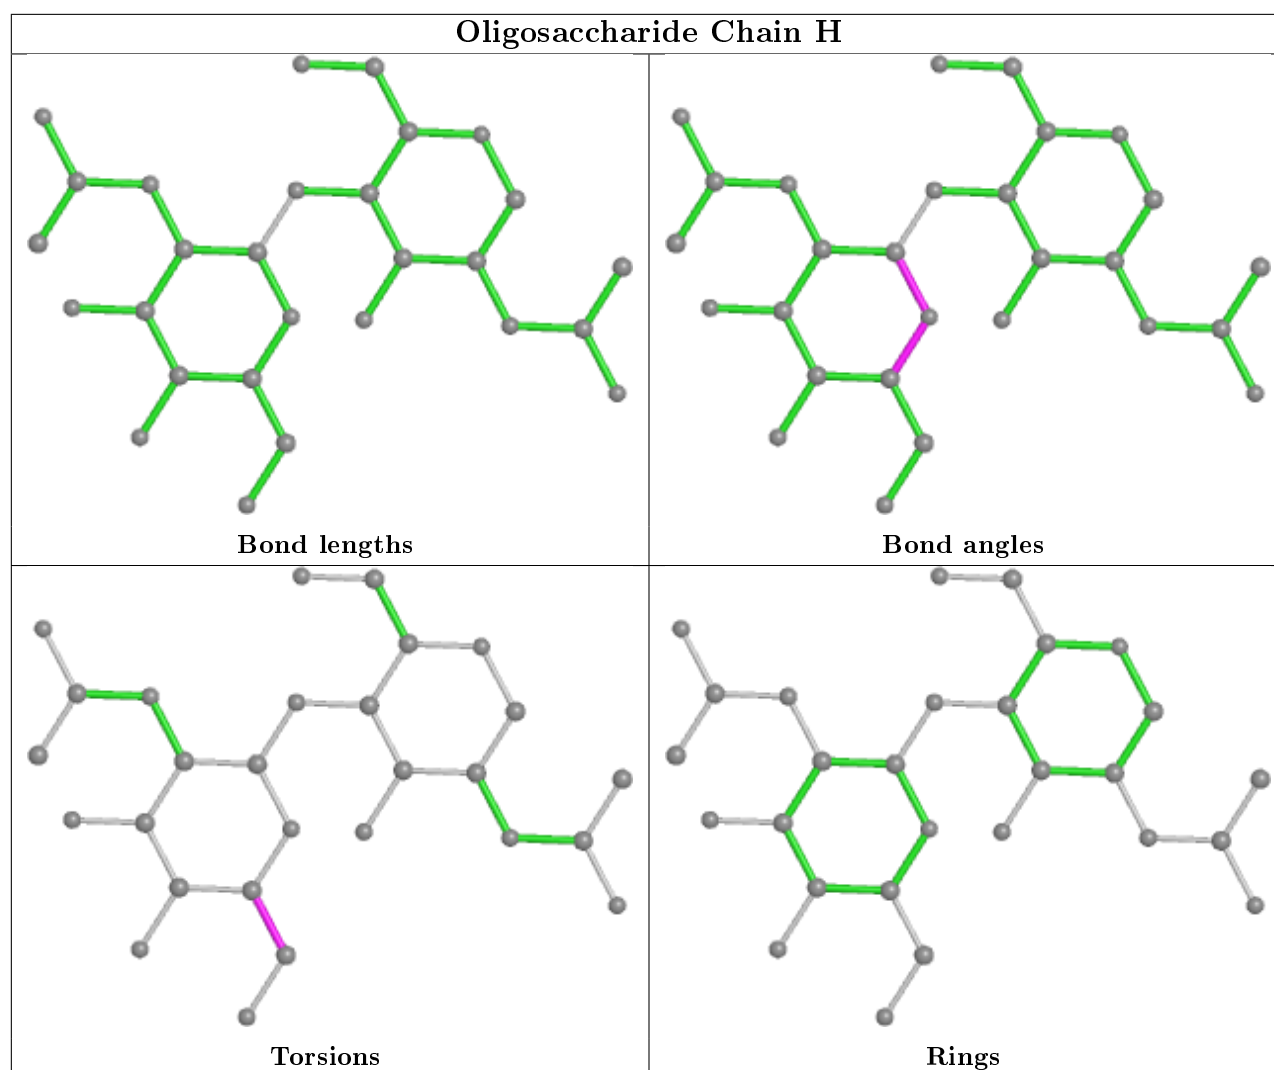 Oligosaccharide Chain H
Bond lengths
Bond angles
Torsions
Rings